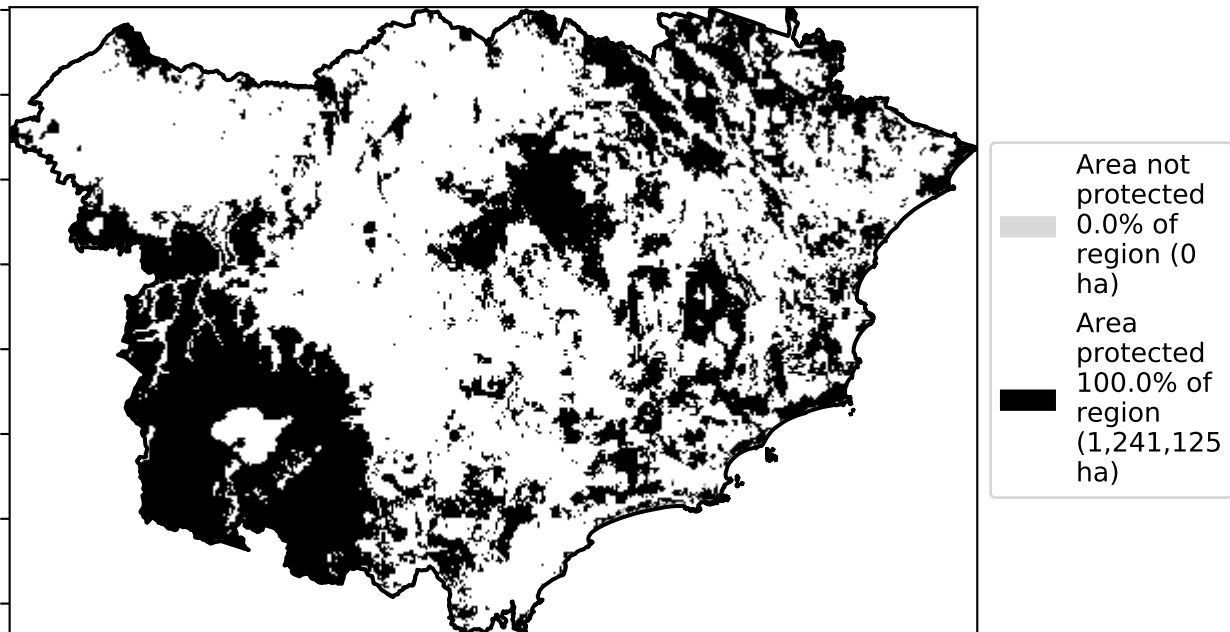 Area not
protected
0.0% of
region (0
ha)
Area
protected
100.0% of
region
(1,241,125
ha)